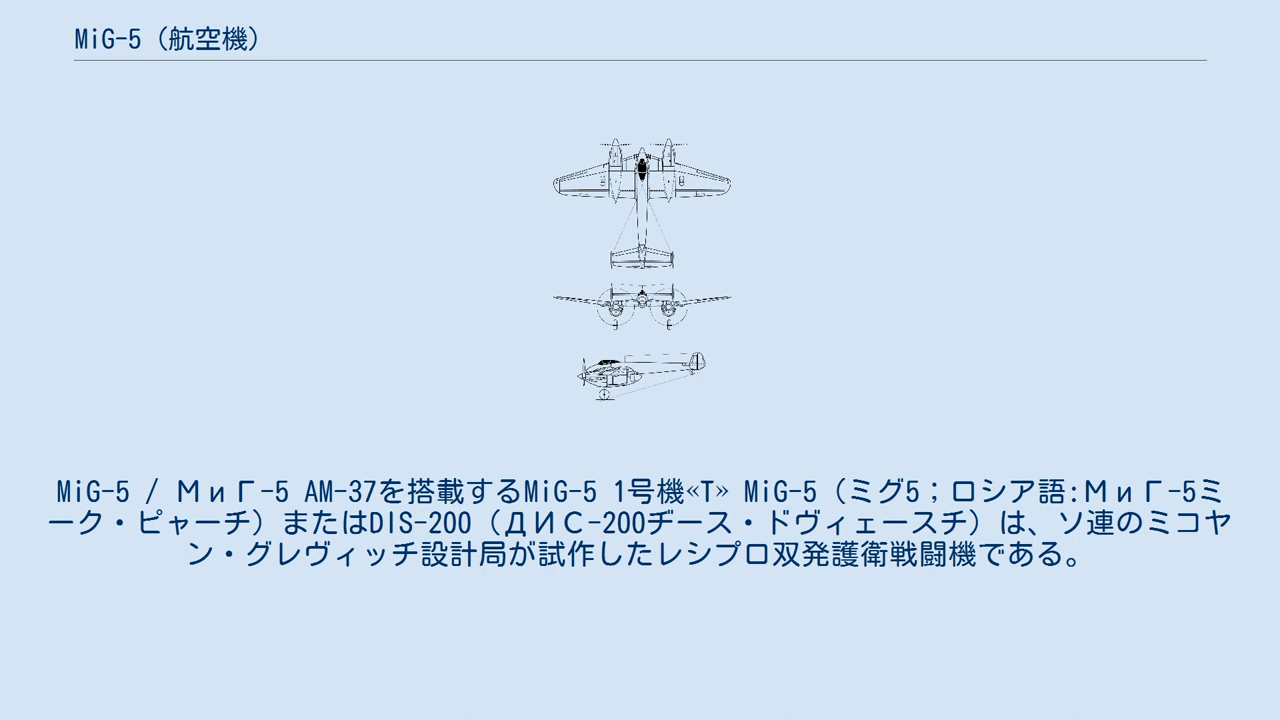 MiG-5（航空機）
MiG-5 / МиГ-5 AM-37を搭載するMiG-5 1号機«T» MiG-5（ミグ5；ロシア語:МиГ-5ミ
ーク・ピャーチ）またはDIS-200（ДИС-200ヂース・ドヴィェースチ）は、ソ連のミコヤ
ン・グレヴィッチ設計局が試作したレシプロ双発護衛戦闘機である。